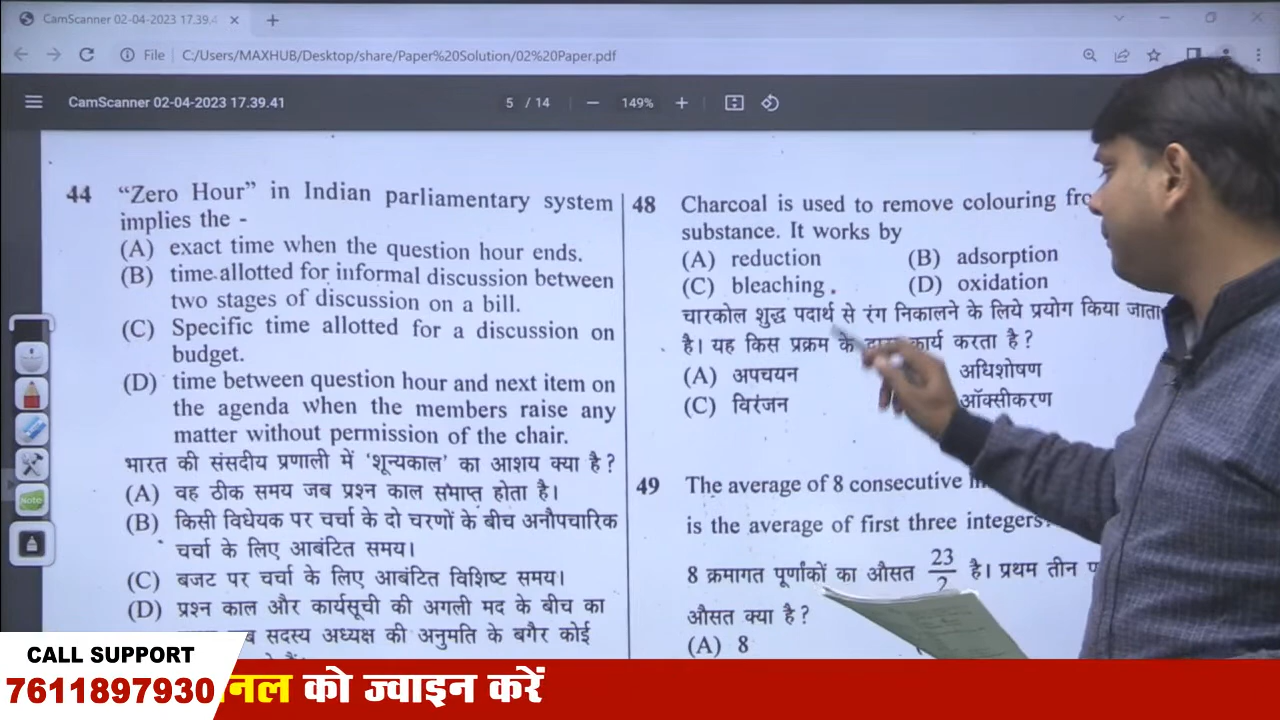 CamScanner 02-04-2023 17.39.4
File C:/Users/MAXHUB/Desktop/share/Paper%20Solution/02%20Paper.pdf
CamScanner 02-04-2023 17.39.41
5 / 14
149%
44 “Zero Hour” in Indian parliamentary system
implies the -
(A) exact time when the question hour ends.
(B) time allotted for informal discussion between
two stages of discussion on a bill.
(C) Specific time allotted for a discussion on
budget.
(D) time between question hour and next item on
the agenda when the members raise any
matter without permission of the chair.
भारत की संसदीय प्रणाली में ‘शून्यकाल’ का आशय क्या है?
(A) वह ठीक समय जब प्रश्न काल समाप्त होता है।
(B) किसी विधेयक पर चर्चा के दो चरणों के बीच अनौपचारिक
चर्चा के लिए आबंटित समय।
(C) बजट पर चर्चा के लिए आबंटित विशिष्ट समय।
(D) प्रश्न काल और कार्यसूची की अगली मद के बीच का
सदस्य अध्यक्ष की अनुमति के बगैर कोई
48 Charcoal is used to remove colouring
substance. It works by
(A) reduction (B) adsorption
(C) bleaching (D) oxidation
चारकोल शुद्ध पदार्थ से रंग निकालने के लिये प्रयोग किया जाता
है। यह किस प्रक्रम के कार्य करता है?
(A) अपचयन अधिशोषण
(C) विरंजन ऑक्सीकरण
49 The average of 8 consecutive
is the average of first three integers
8 क्रमागत पूर्णांकों का औसत 23/2 है। प्रथम तीन
औसत क्या है?
(A) 8
Note
CALL SUPPORT
7611897930
को ज्वाइन करें